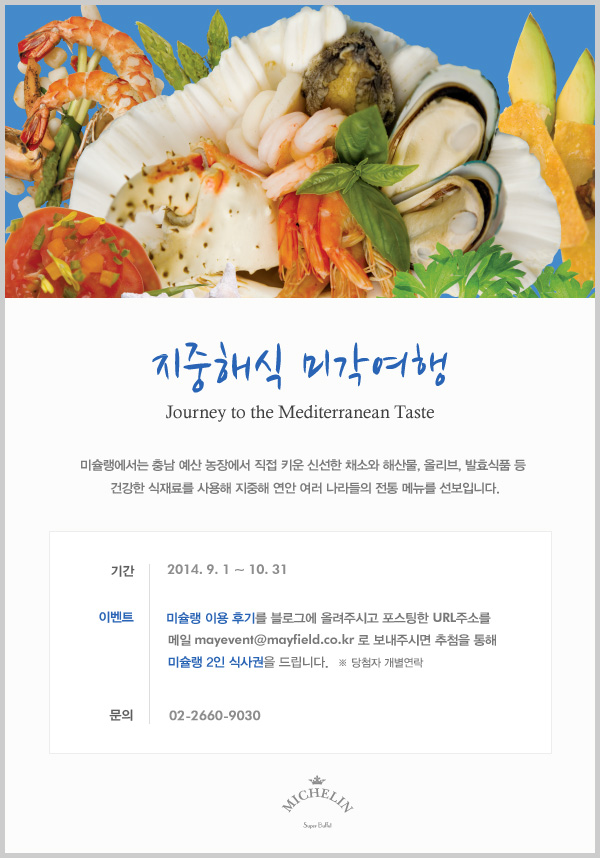 지중해식 미각여행
Journey to the Mediterranean Taste
미슐랭에서는 충남 예산 농장에서 직접 키운 신선한 채소와 해산물, 올리브, 발효식품 등
건강한 식재료를 사용해 지중해 연안 여러 나라들의 전통 메뉴를 선보입니다.
기간 2014. 9. 1 ~ 10. 31
이벤트 미슐랭 이용 후기를 블로그에 올려주시고 포스팅한 URL주소를
메일 mayevent@mayfield.co.kr 로 보내주시면 추첨을 통해
미슐랭 2인 식사권을 드립니다. ※ 당첨자 개별연락
문의 02-2660-9030
MICHELIN
Super Buffet